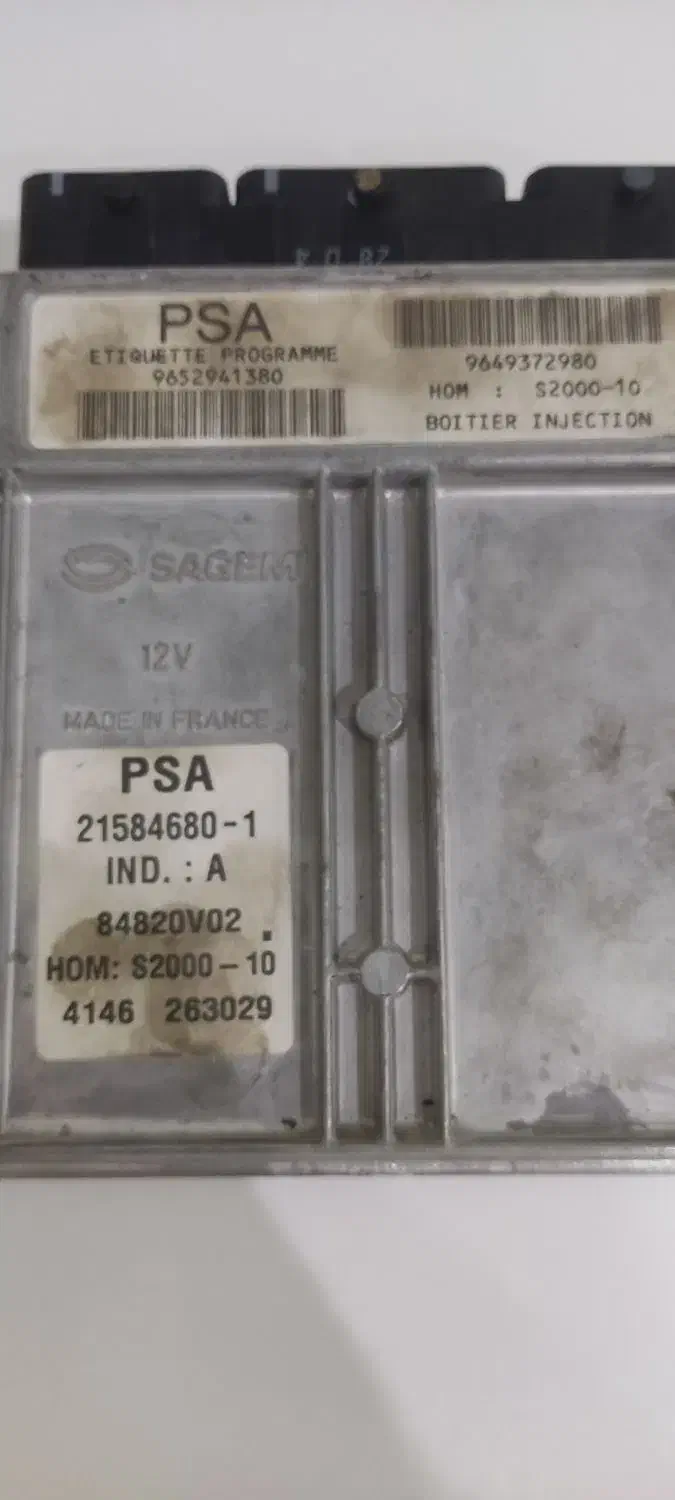 PSA
ETIQUETTE PROGRAMME
9652941380
9649372980
HOM : S2000-10
BOITIER INJECTION
SAGEM
12V
MADE IN FRANCE
PSA
21584680-1
IND. : A
84820V02 .
HOM: S2000-10
4146 263029